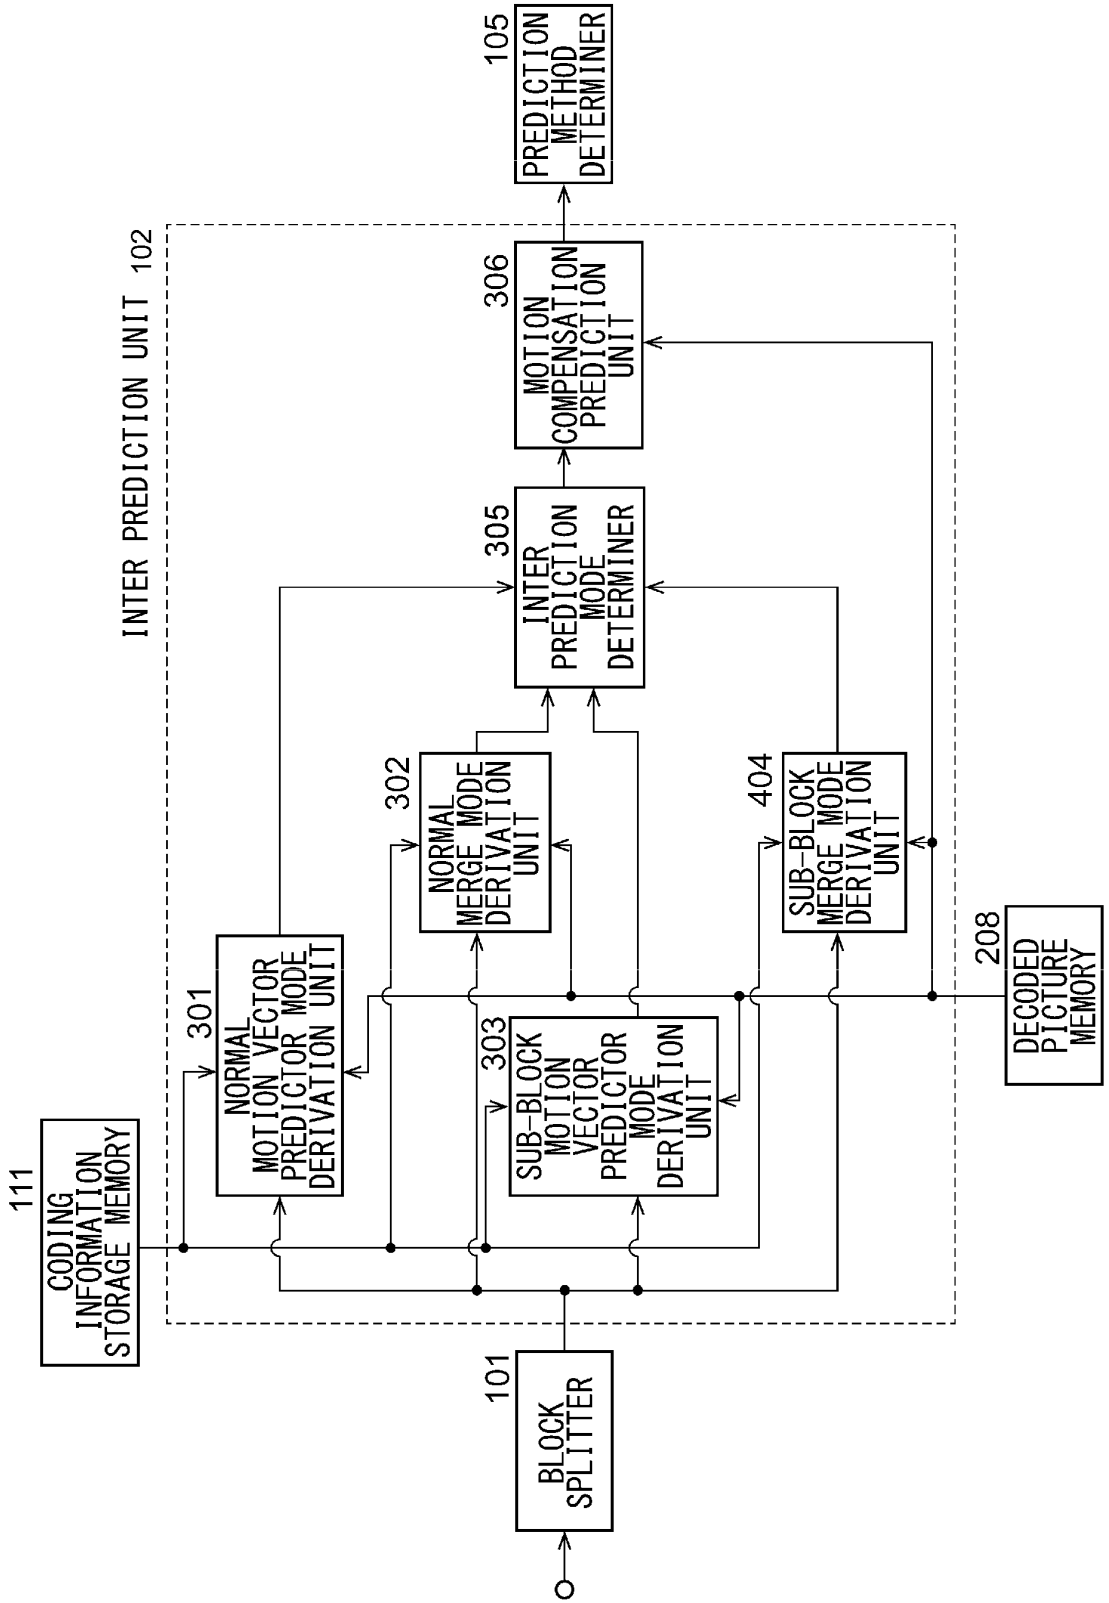 INTER PREDICTION UNIT 102
111
CODING
INFORMATION
STORAGE MEMORY
101
BLOCK
SPLITTER
301
NORMAL
MOTION VECTOR
PREDICTOR MODE
DERIVATION UNIT
302
NORMAL
MERGE MODE
DERIVATION
UNIT
303
SUB-BLOCK
MOTION
VECTOR
PREDICTOR
MODE
DERIVATION
UNIT
404
SUB-BLOCK
MERGE MODE
DERIVATION
UNIT
305
INTER
PREDICTION
MODE
DETERMINER
306
MOTION
COMPENSATION
PREDICTION
UNIT
105
PREDICTION
METHOD
DETERMINER
208
DECODED
PICTURE
MEMORY